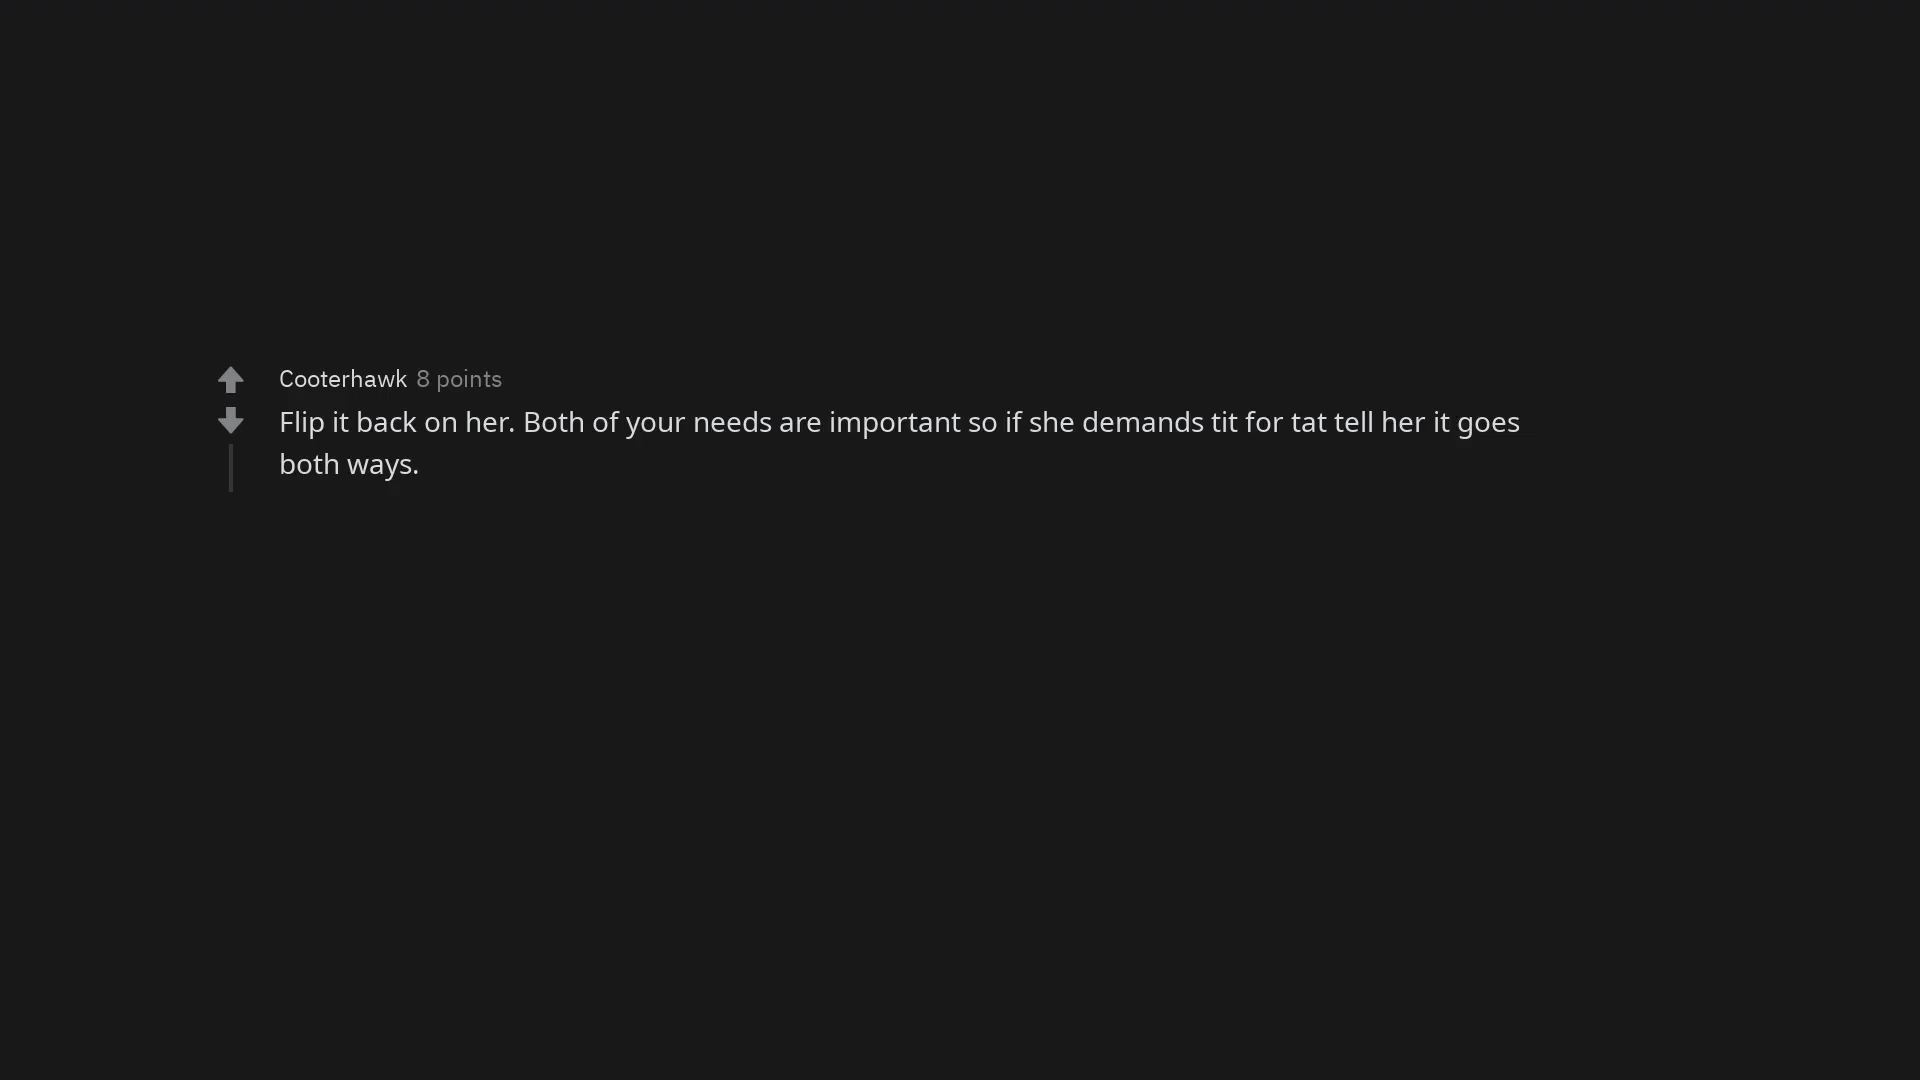 Cooterhawk 8 points
Flip it back on her. Both of your needs are important so if she demands tit for tat tell her it goes
both ways.